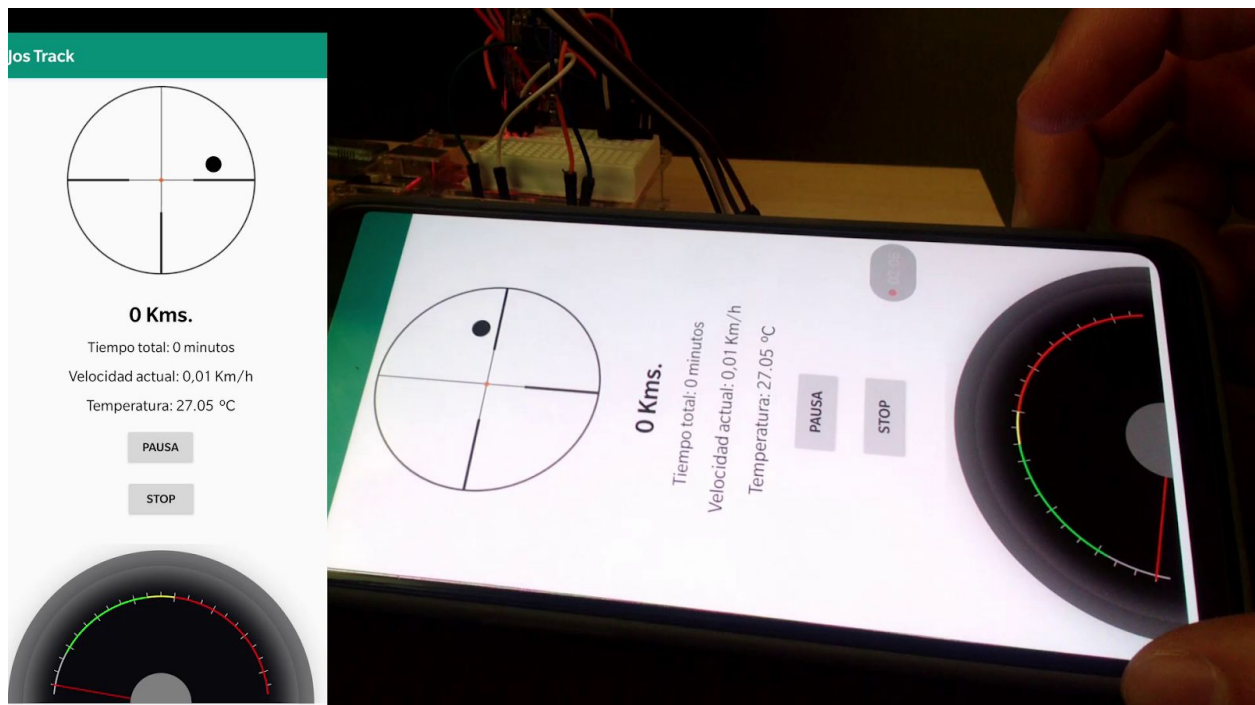 Jos Track
0 Kms.
Tiempo total: 0 minutos
Velocidad actual: 0,01 Km/h
Temperatura: 27.05 ºC
PAUSA
STOP
0 Kms.
Tiempo total: 0 minutos
Velocidad actual: 0,01 Km/h
Temperatura: 27.05 ºC
PAUSA
STOP